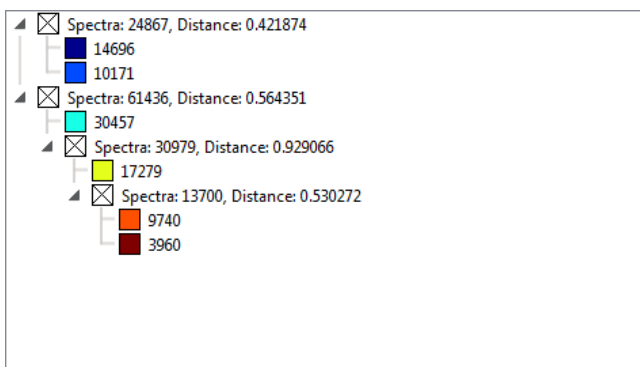 Spectra: 24867, Distance: 0.421874
14696
10171
Spectra: 61436, Distance: 0.564351
30457
Spectra: 30979, Distance: 0.929066
17279
Spectra: 13700, Distance: 0.530272
9740
3960